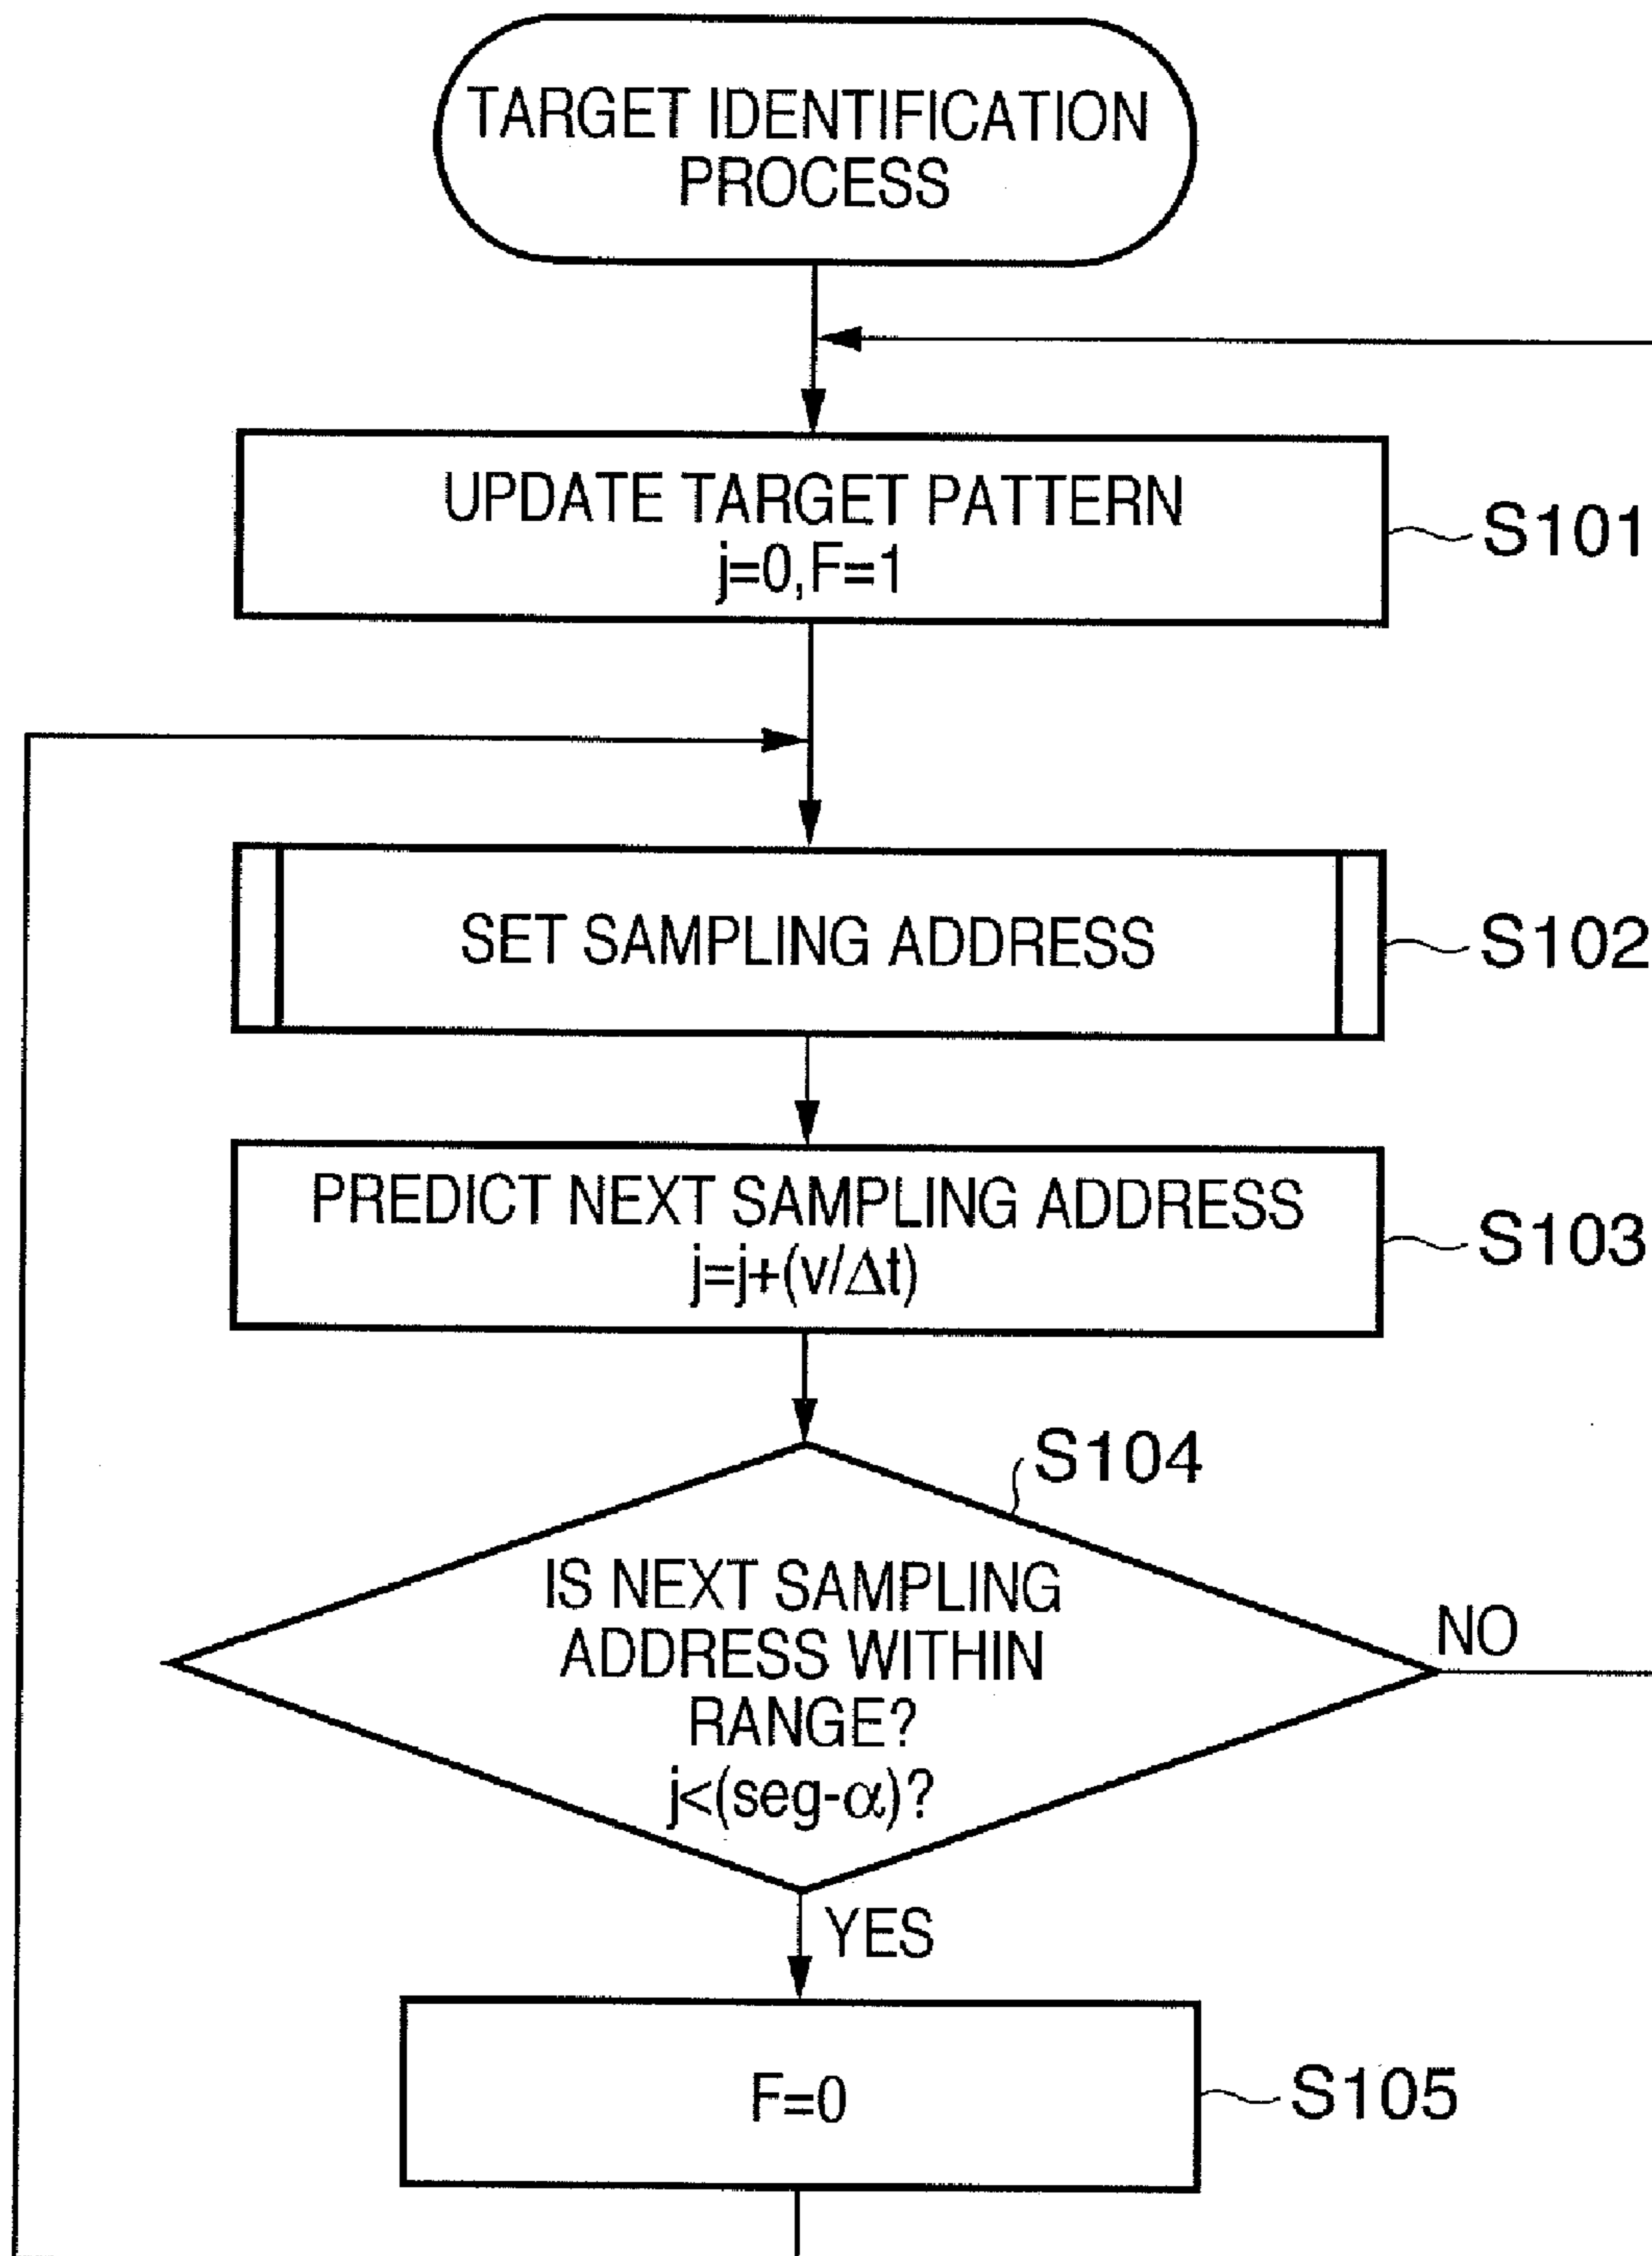 TARGET IDENTIFICATION
PROCESS
UPDATE TARGET PATTERN
j=0,F=1
S101
SET SAMPLING ADDRESS
S102
PREDICT NEXT SAMPLING ADDRESS
j=j+(v/Δt)
S103
S104
IS NEXT SAMPLING
ADDRESS WITHIN
RANGE?
j<(seg-α)?
NO
YES
F=0
S105